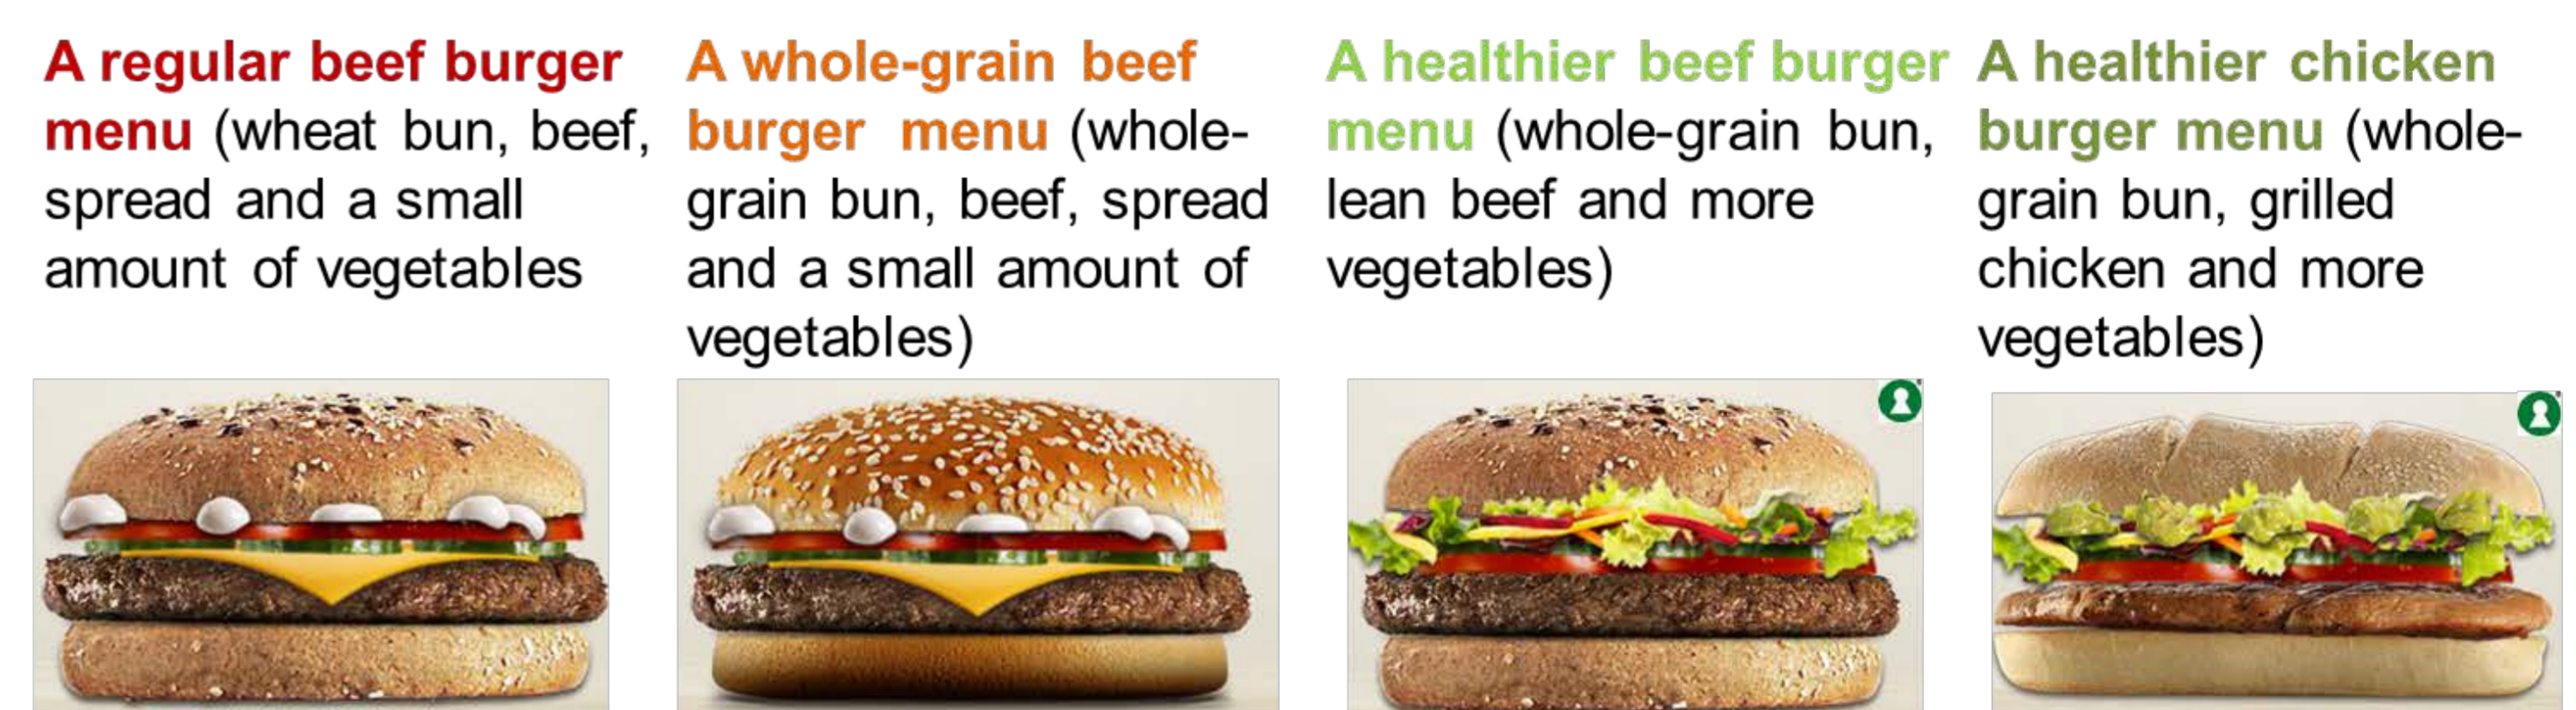 A regular beef burger
menu (wheat bun, beef,
spread and a small
amount of vegetables
A whole-grain beef
burger menu (whole-
grain bun, beef, spread
and a small amount of
vegetables)
A healthier beef burger
menu (whole-grain bun,
lean beef and more
vegetables)
A healthier chicken
burger menu (whole-
grain bun, grilled
chicken and more
vegetables)